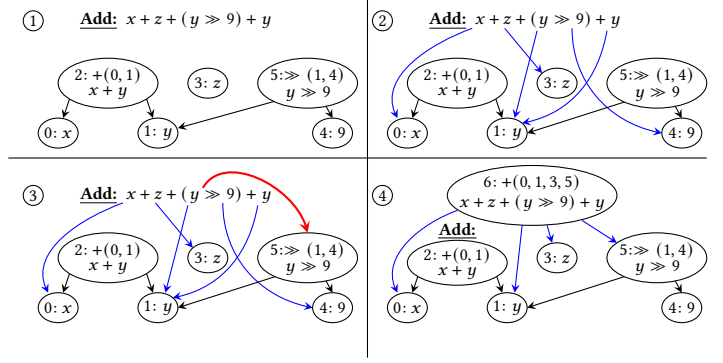 ① Add: x + z + (y ≫ 9) + y
2: +(0, 1)
x + y
3: z
5:≫ (1, 4)
y ≫ 9
0: x
1: y
4: 9
② Add: x + z + (y ≫ 9) + y
2: +(0, 1)
x + y
3: z
5:≫ (1, 4)
y ≫ 9
0: x
1: y
4: 9
③ Add: x + z + (y ≫ 9) + y
2: +(0, 1)
x + y
3: z
5:≫ (1, 4)
y ≫ 9
0: x
1: y
4: 9
④
6: +(0, 1, 3, 5)
x + z + (y ≫ 9) + y
Add:
2: +(0, 1)
x + y
3: z
5:≫ (1, 4)
y ≫ 9
0: x
1: y
4: 9